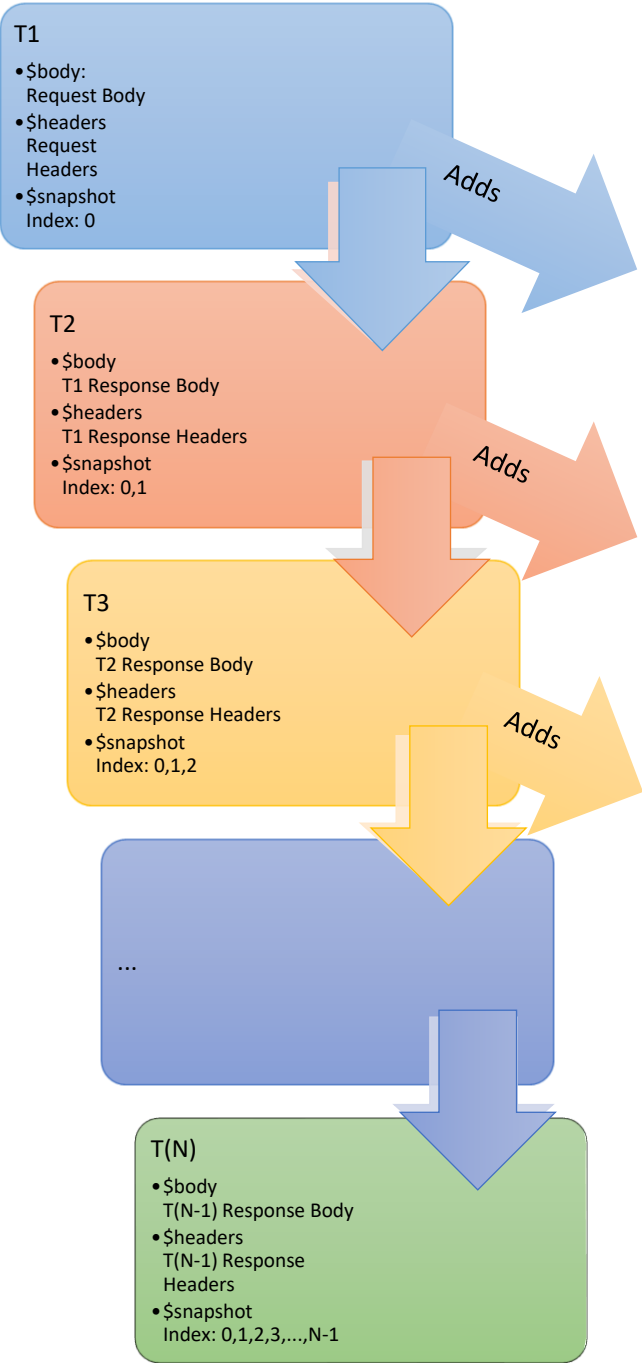 T1
•$body:
Request Body
•$headers
Request
Headers
•$snapshot
Index: 0
Adds
T2
•$body
T1 Response Body
•$headers
T1 Response Headers
•$snapshot
Index: 0,1
Adds
T3
•$body
T2 Response Body
•$headers
T2 Response Headers
•$snapshot
Index: 0,1,2
Adds
...
T(N)
•$body
T(N-1) Response Body
•$headers
T(N-1) Response
Headers
•$snapshot
Index: 0,1,2,3,...,N-1